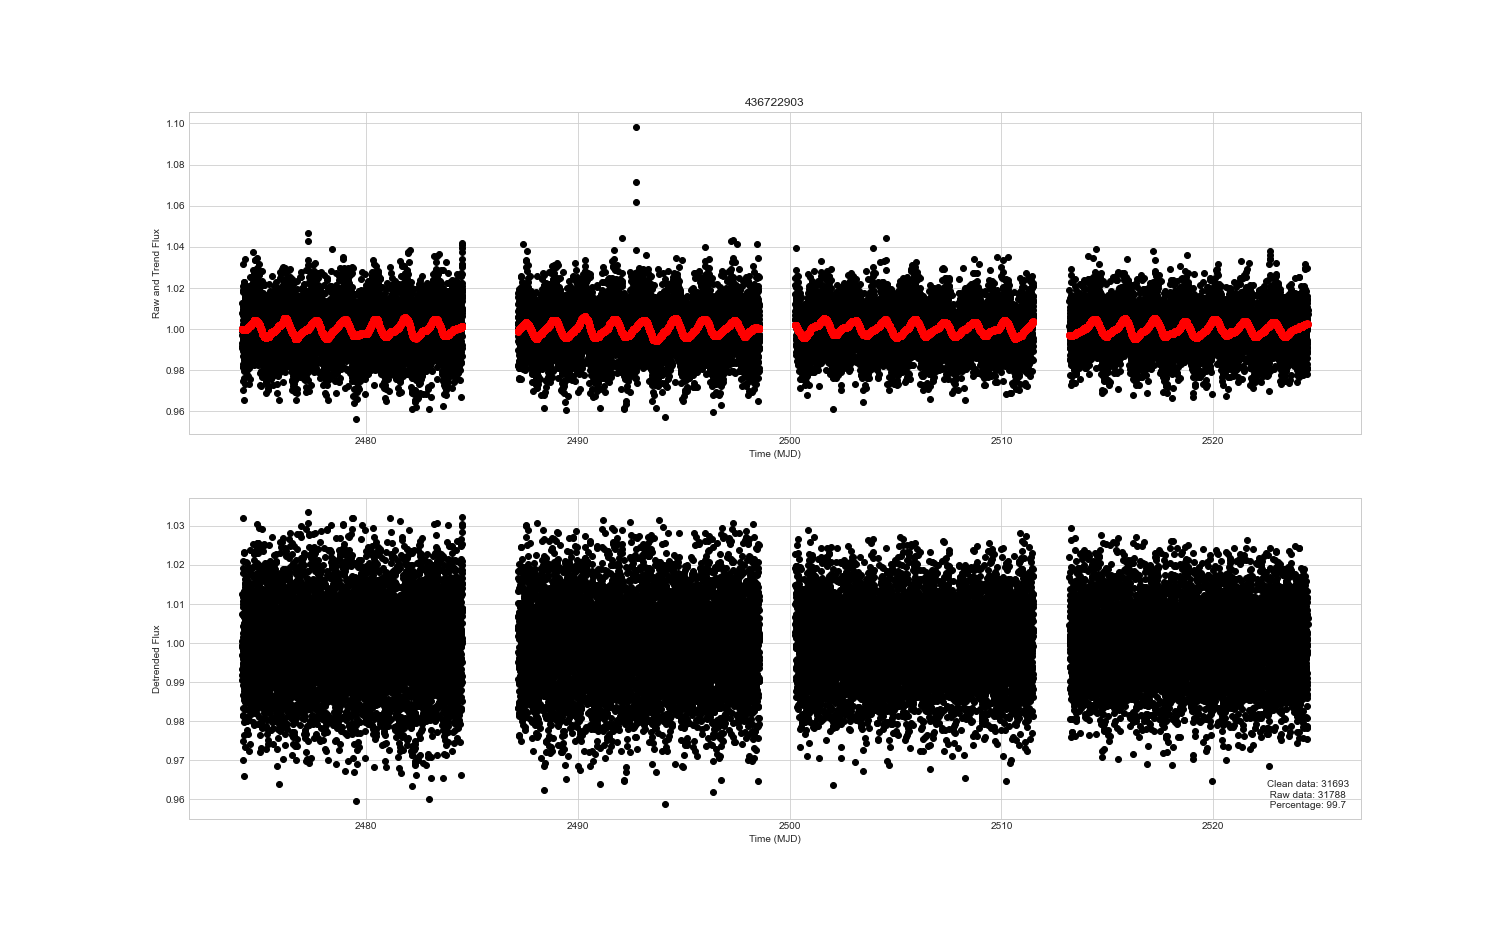 436722903
1.10
1.08
1.06
1.04
1.02
1.00
0.98
0.96
Raw and Trend Flux
2480 2490 2500 2510 2520
Time (MJD)
1.03
1.02
1.01
1.00
0.99
0.98
0.97
0.96
Detrended Flux
Clean data: 31693
Raw data: 31788
Percentage: 99.7
2480 2490 2500 2510 2520
Time (MJD)